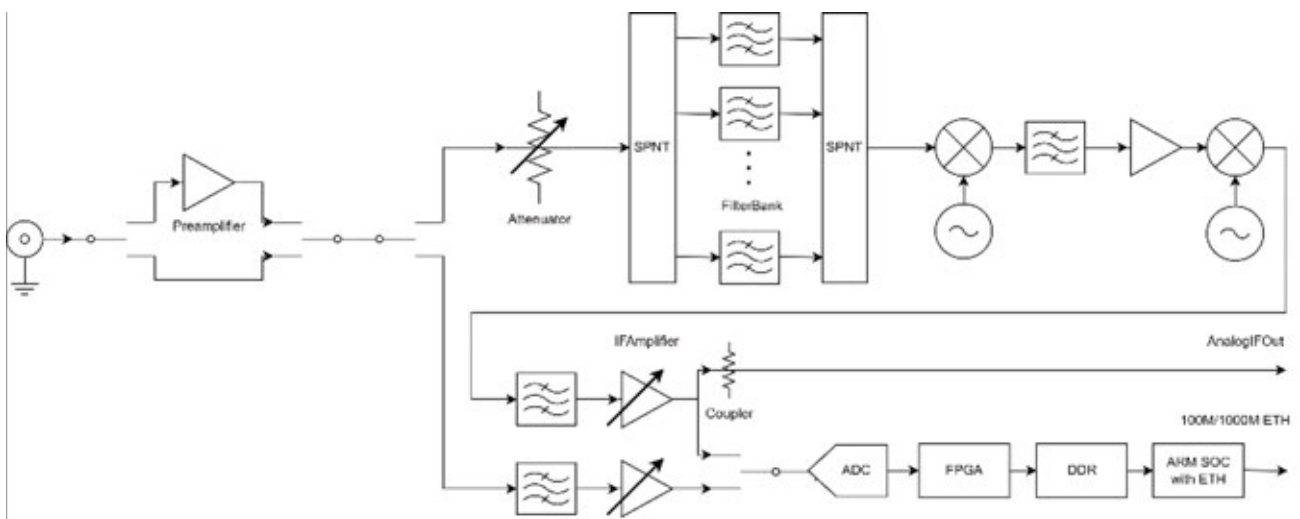 SPNT
SPNT
Preamplifier
Attenuator
FilterBank
IFAmplifier
AnalogIFOut
Coupler
100M/1000M ETH
ADC
FPGA
DDR
ARM SOC
with ETH